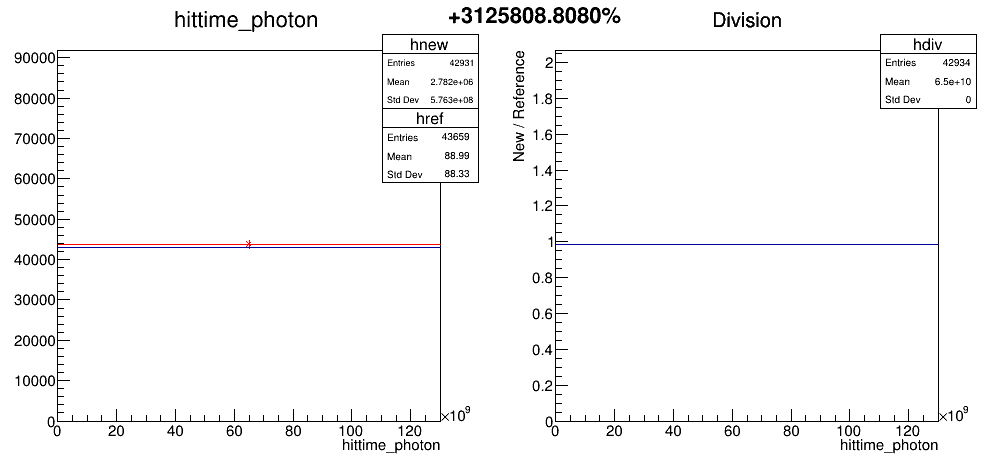 +3125808.8080%
hittime_photon
hnew
Entries 42931
Mean 2.782e+06
Std Dev 5.763e+08
href
Entries 43659
Mean 88.99
Std Dev 88.33
90000
80000
70000
60000
50000
40000
30000
20000
10000
0
0 20 40 60 80 100 120
×10⁹
hittime_photon
Division
hdiv
Entries 42934
Mean 6.5e+10
Std Dev 0
New / Reference
2
1.8
1.6
1.4
1.2
1
0.8
0.6
0.4
0.2
0
0 20 40 60 80 100 120
×10⁹
hittime_photon